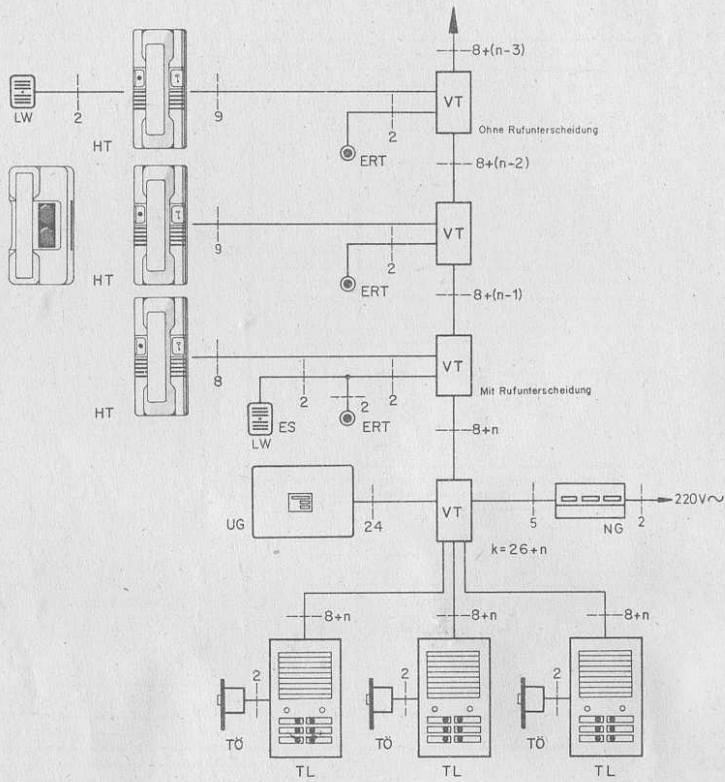 8+(n-3)
LW
2
HT
9
VT
Ohne Rufunterscheidung
2
ERT
8+(n-2)
HT
9
VT
2
ERT
8+(n-1)
HT
8
VT
Mit Rufunterscheidung
2
2
2
LW
ES
ERT
8+n
UG
24
VT
5
NG
2
220V~
k=26+n
8+n
8+n
8+n
2
2
2
TÖ
TÖ
TÖ
TL
TL
TL